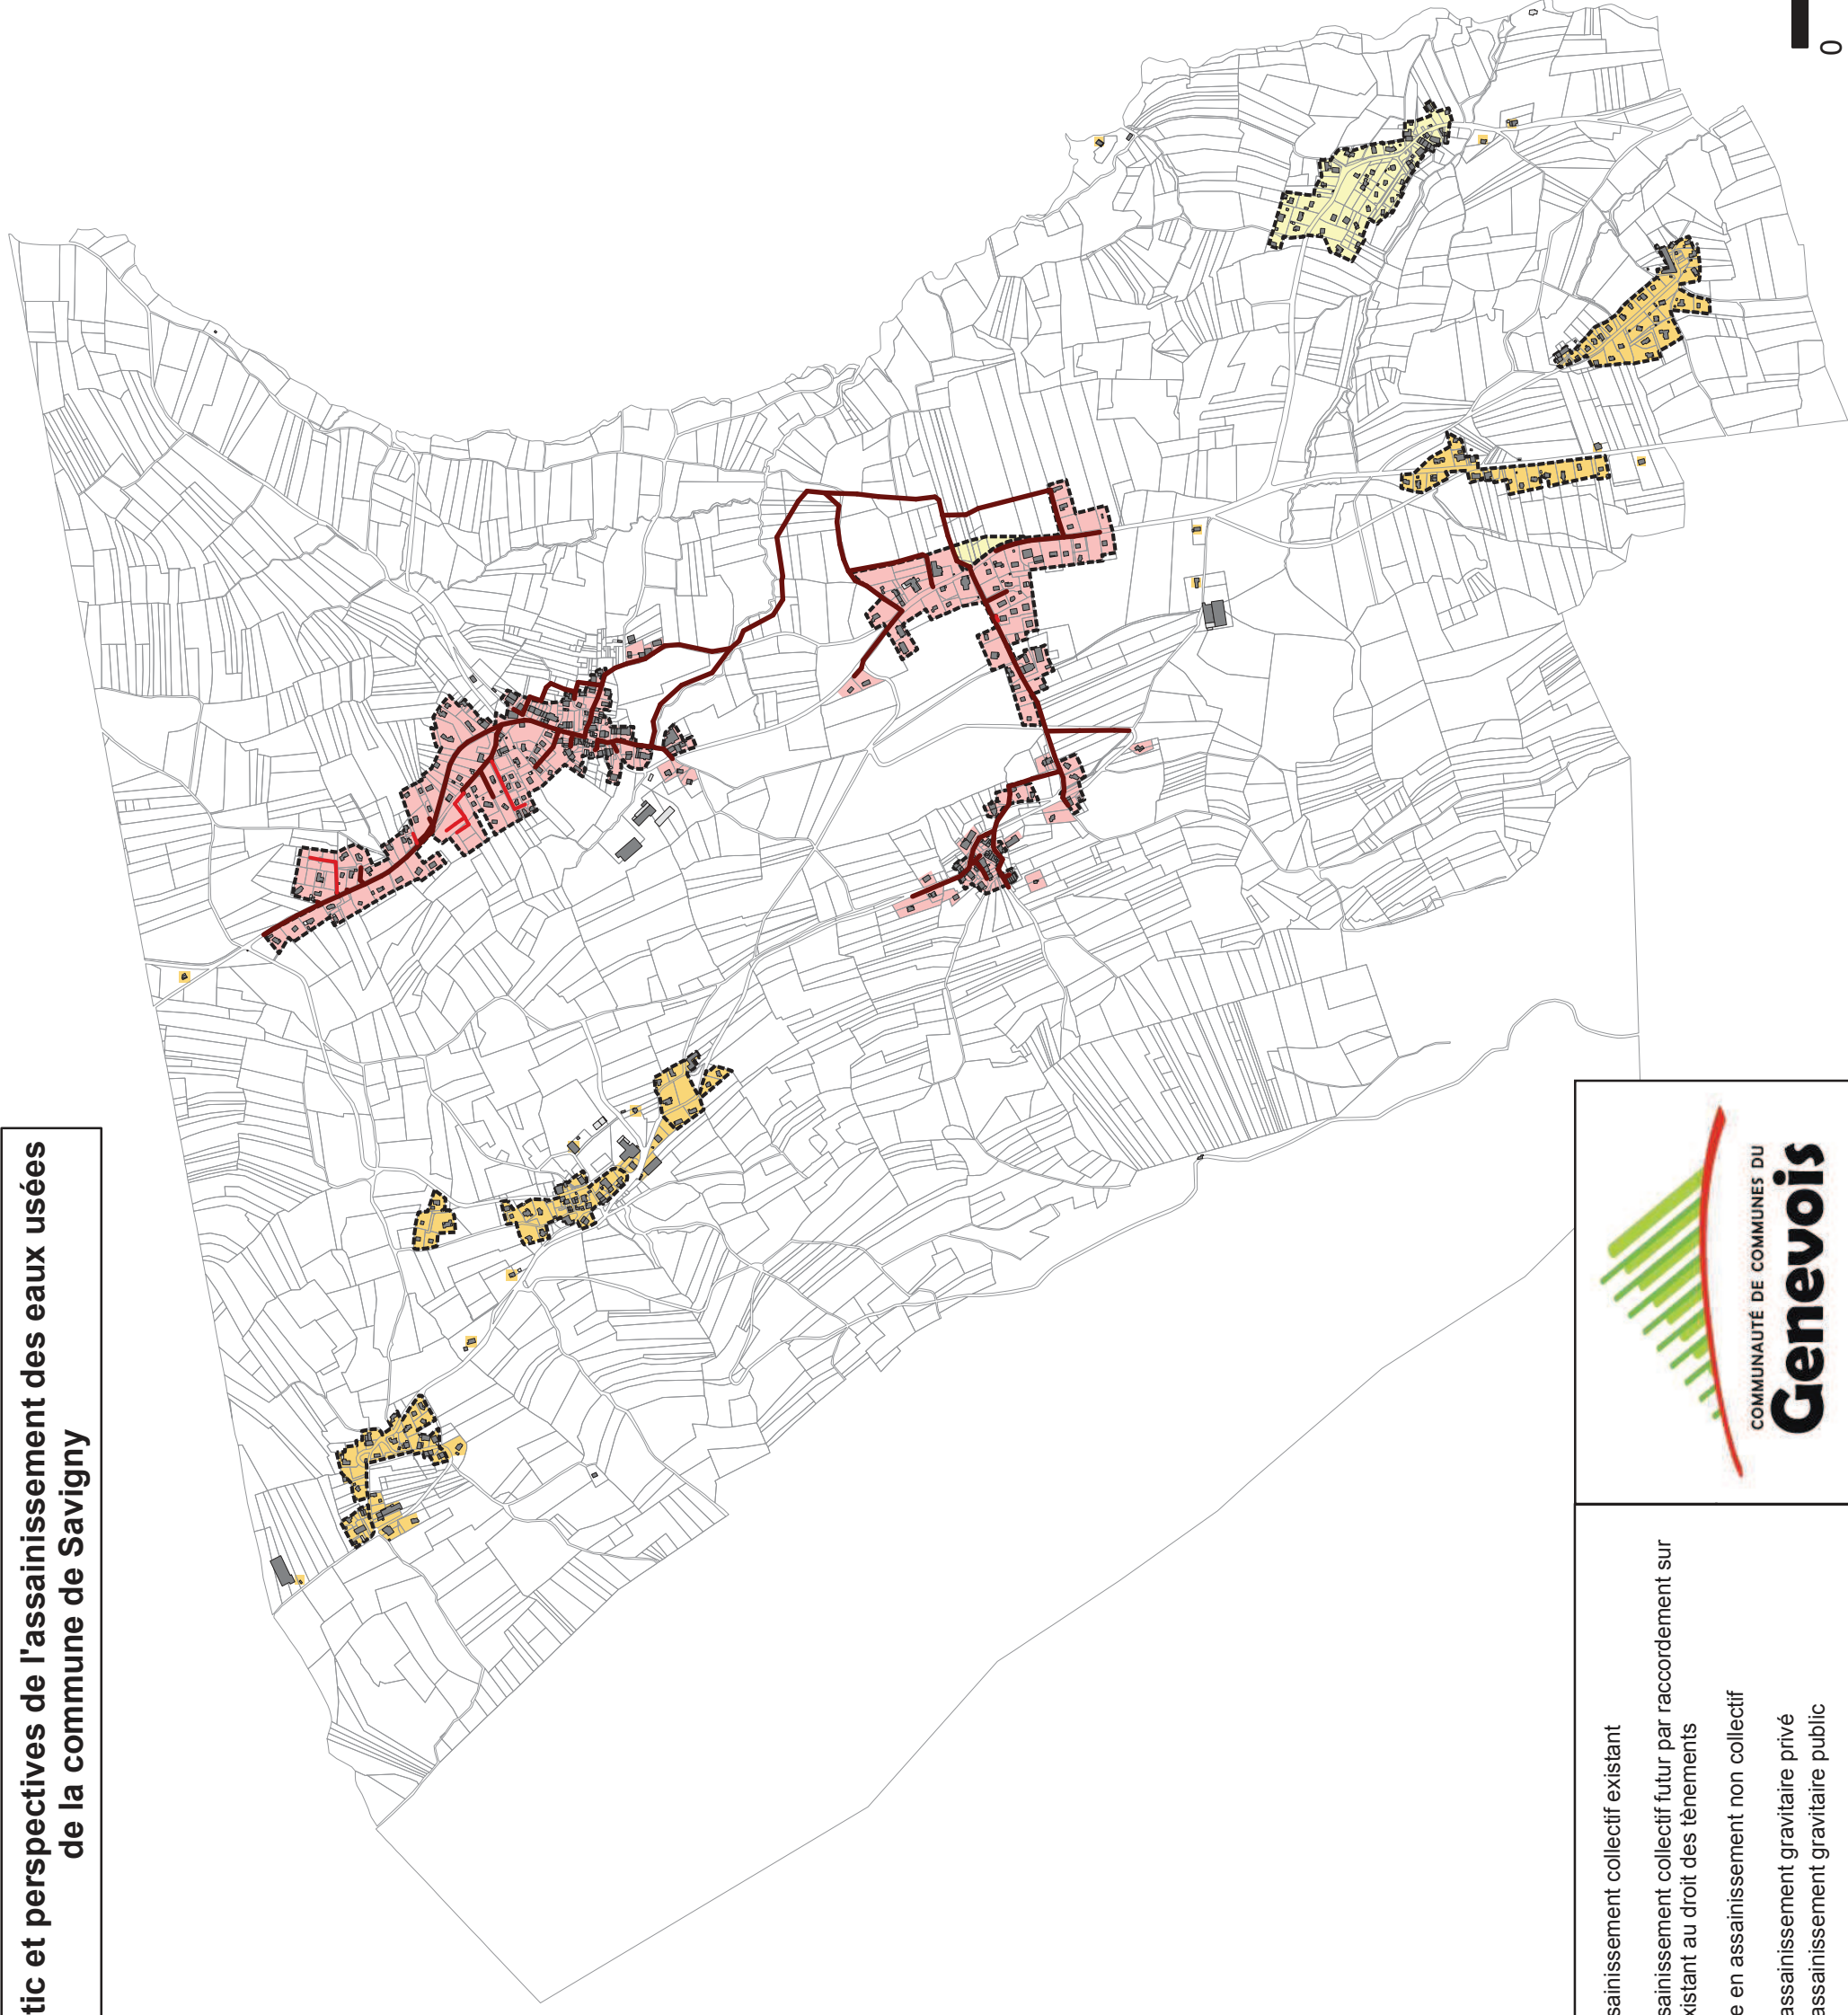 tic et perspectives de l'assainissement des eaux usées
de la commune de Savigny
sainissement collectif existant
sainissement collectif futur par raccordement sur
xistant au droit des tènements
e en assainissement non collectif
assainissement gravitaire privé
assainissement gravitaire public
COMMUNAUTÉ DE COMMUNES DU
Genevois
0